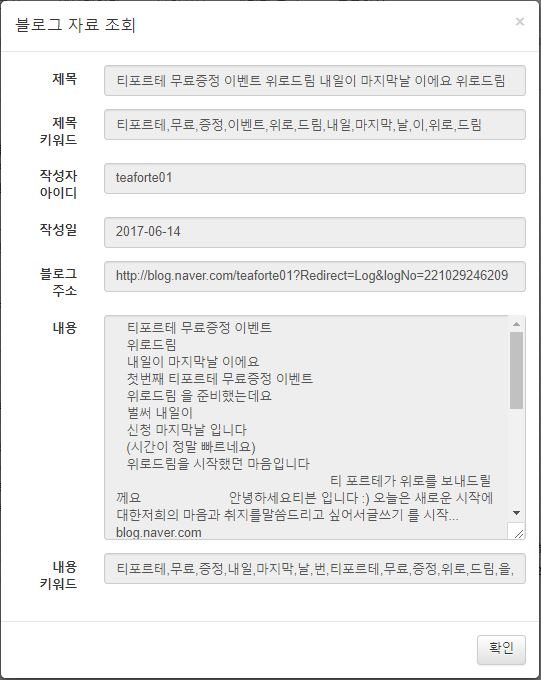 블로그 자료 조회
×
제목
티포르테 무료증정 이벤트 위로드림 내일이 마지막날 이에요 위로드림
제목
키워드
티포르테,무료,증정,이벤트,위로,드림,내일,마지막,날,이,위로,드림
작성자
아이디
teaforte01
작성일
2017-06-14
블로그
주소
http://blog.naver.com/teaforte01?Redirect=Log&logNo=221029246209
내용
티포르테 무료증정 이벤트
위로드림
내일이 마지막날 이에요
첫번째 티포르테 무료증정 이벤트
위로드림 을 준비했는데요
벌써 내일이
신청 마지막날 입니다
(시간이 정말 빠르네요)
위로드림을 시작했던 마음입니다
티 포르테가 위로를 보내드릴
께요 안녕하세요티븐 입니다 :) 오늘은 새로운 시작에
대한저희의 마음과 취지를말씀드리고 싶어서글쓰기 를 시작...
blog.naver.com
내용
키워드
티포르테,무료,증정,내일,마지막,날,번,티포르테,무료,증정,위로,드림,을,
확인